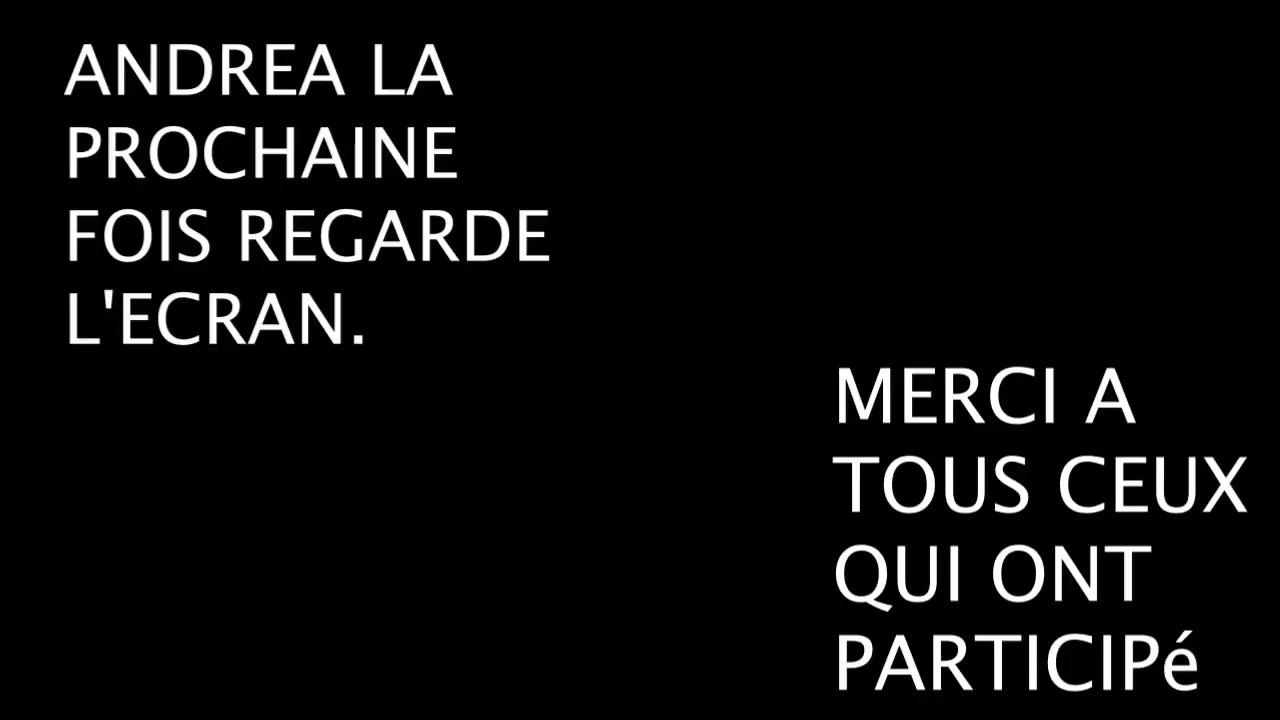 ANDREA LA
PROCHAINE
FOIS REGARDE
L'ECRAN.
MERCI A
TOUS CEUX
QUI ONT
PARTICIPé